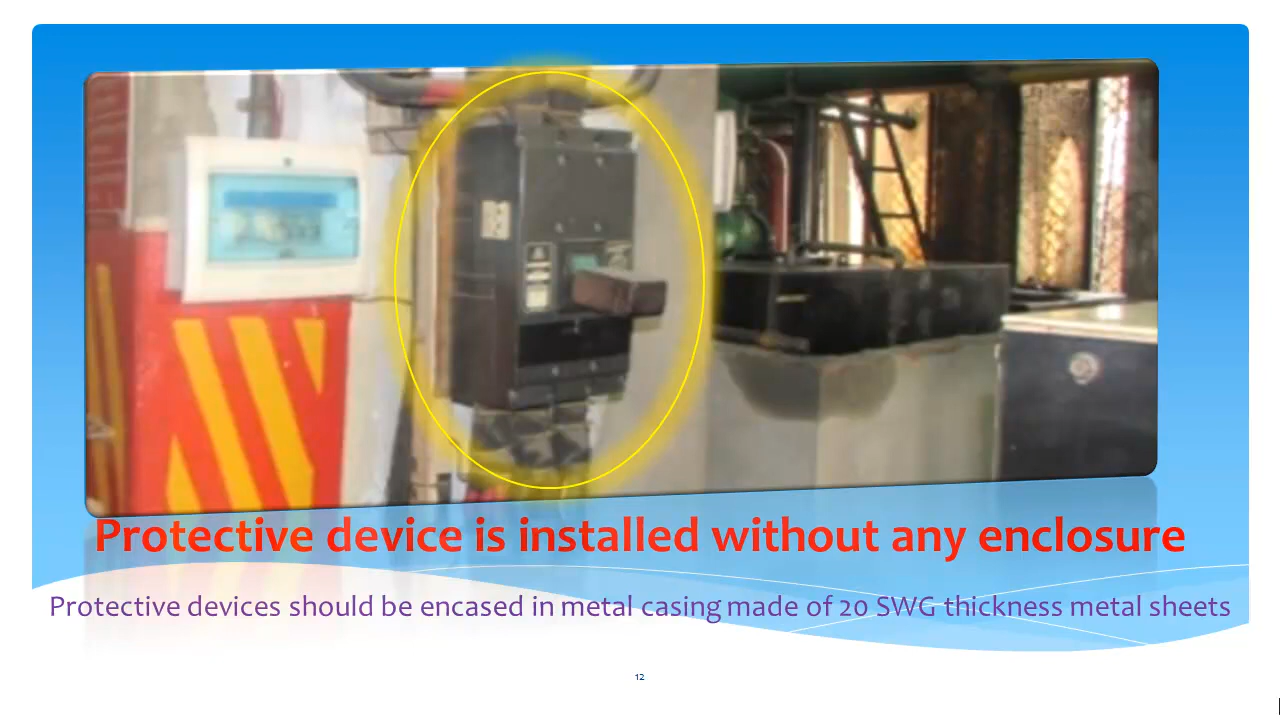 Protective device is installed without any enclosure
Protective devices should be encased in metal casing made of 20 SWG thickness metal sheets
12